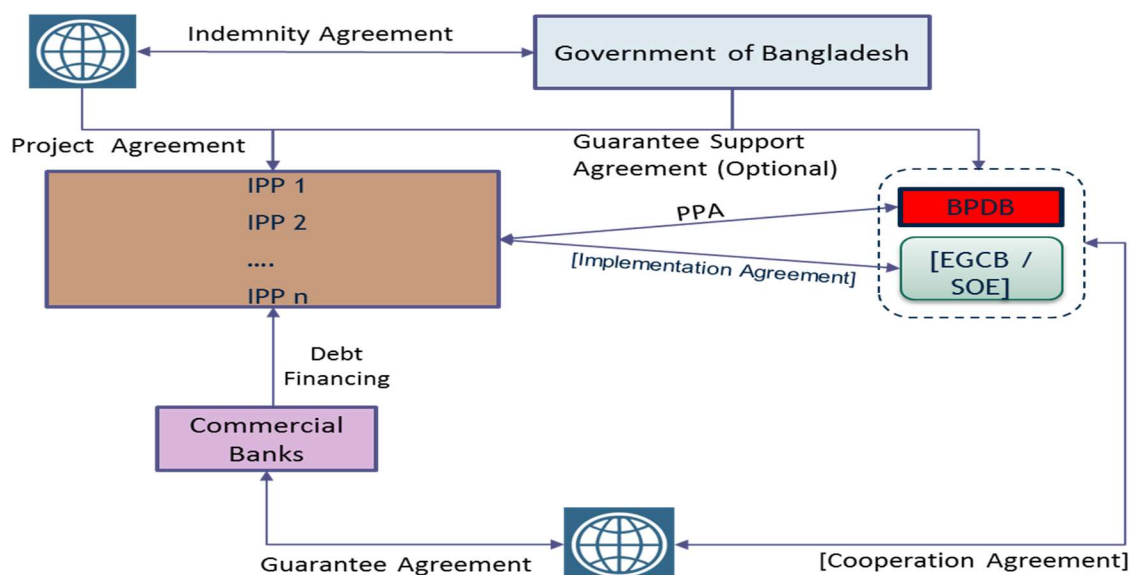 Indemnity Agreement
Government of Bangladesh
Project Agreement
Guarantee Support
Agreement (Optional)
IPP 1
IPP 2
....
IPP n
PPA
[Implementation Agreement]
BPDB
[EGCB /
SOE]
Debt
Financing
Commercial
Banks
Guarantee Agreement
[Cooperation Agreement]